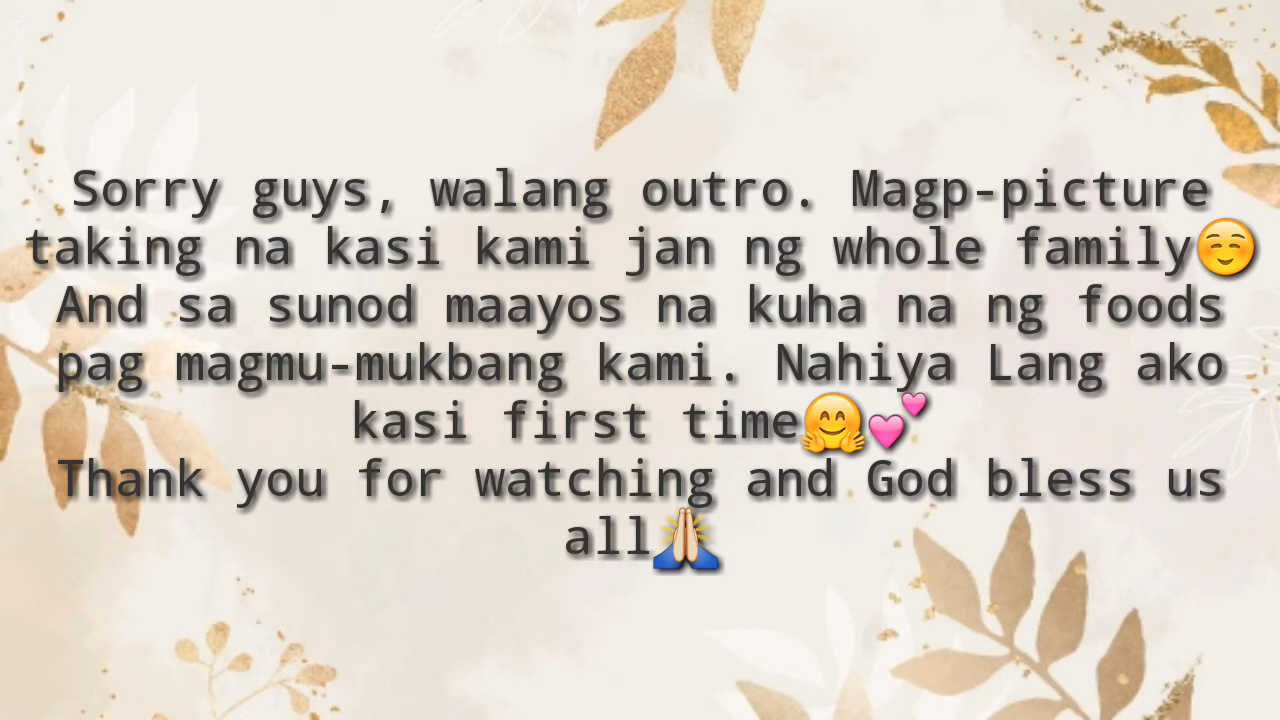 Sorry guys, walang outro. Magp-picture
taking na kasi kami jan ng whole family☺️
And sa sunod maayos na kuha na ng foods
pag magmu-mukbang kami. Nahiya Lang ako
kasi first time🤗💕
Thank you for watching and God bless us
all🙏